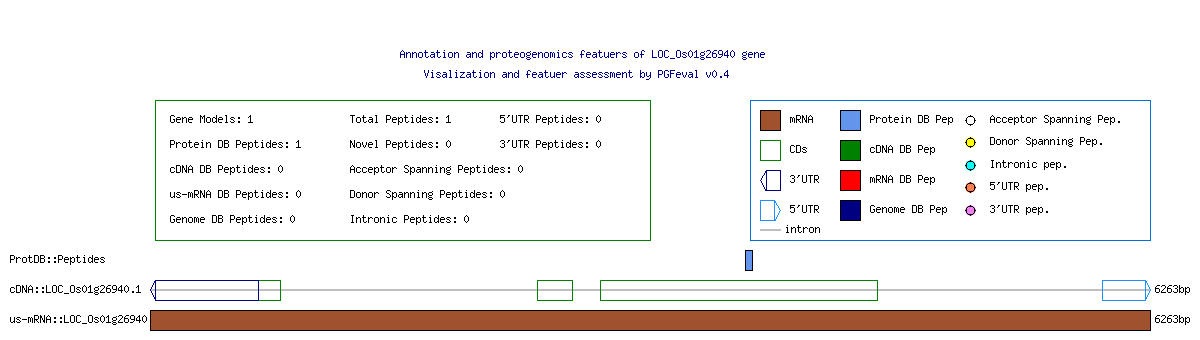 Annotation and proteogenomics featuers of LOC_Os01g26940 gene
Visalization and featuer assessment by PGFeval v0.4
Gene Models: 1 Total Peptides: 1 5'UTR Peptides: 0
Protein DB Peptides: 1 Novel Peptides: 0 3'UTR Peptides: 0
cDNA DB Peptides: 0 Acceptor Spanning Peptides: 0
us-mRNA DB Peptides: 0 Donor Spanning Peptides: 0
Genome DB Peptides: 0 Intronic Peptides: 0
mRNA Protein DB Pep Acceptor Spanning Pep.
CDs cDNA DB Pep Donor Spanning Pep.
3'UTR mRNA DB Pep Intronic pep.
5'UTR Genome DB Pep 5'UTR pep.
intron 3'UTR pep.
ProtDB::Peptides
cDNA::LOC_Os01g26940.1 6263bp
us-mRNA::LOC_Os01g26940 6263bp